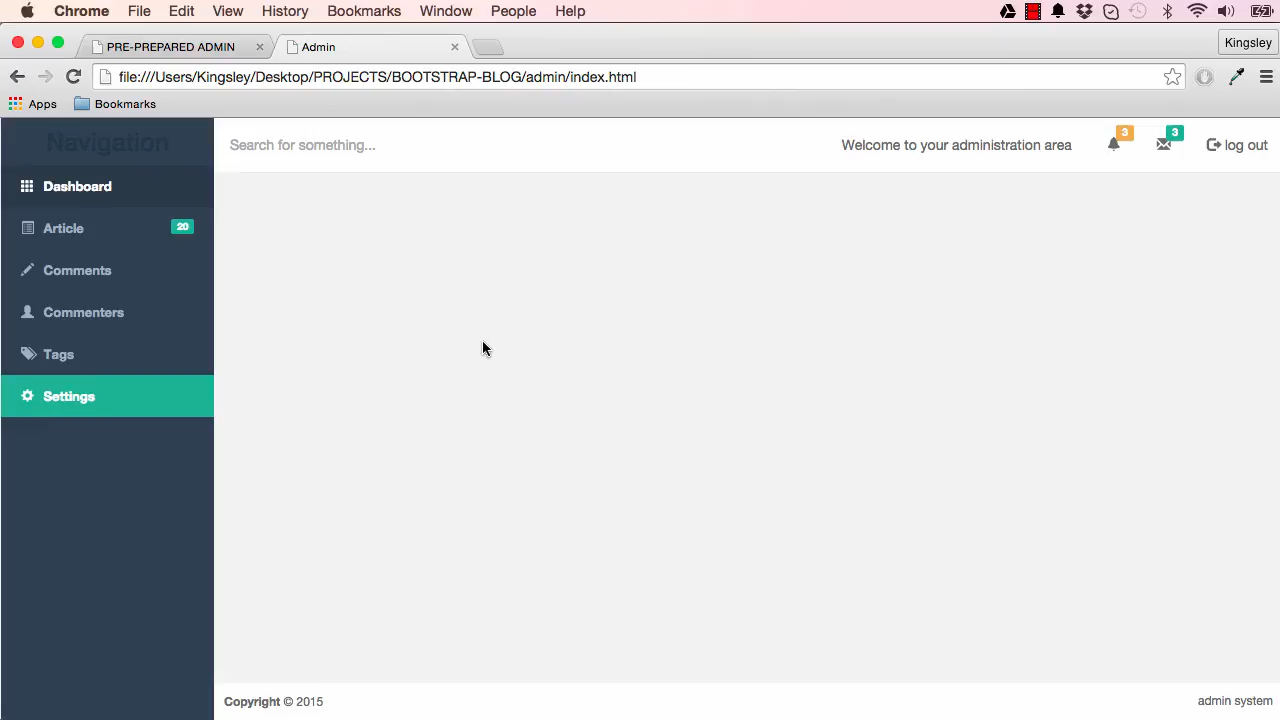 Chrome File Edit View History Bookmarks Window People Help
PRE-PREPARED ADMIN
Admin
Kingsley
file:///Users/Kingsley/Desktop/PROJECTS/BOOTSTRAP-BLOG/admin/index.html
Apps Bookmarks
Navigation
Search for something...
Welcome to your administration area
3
3
log out
Dashboard
Article 20
Comments
Commenters
Tags
Settings
Copyright © 2015
admin system